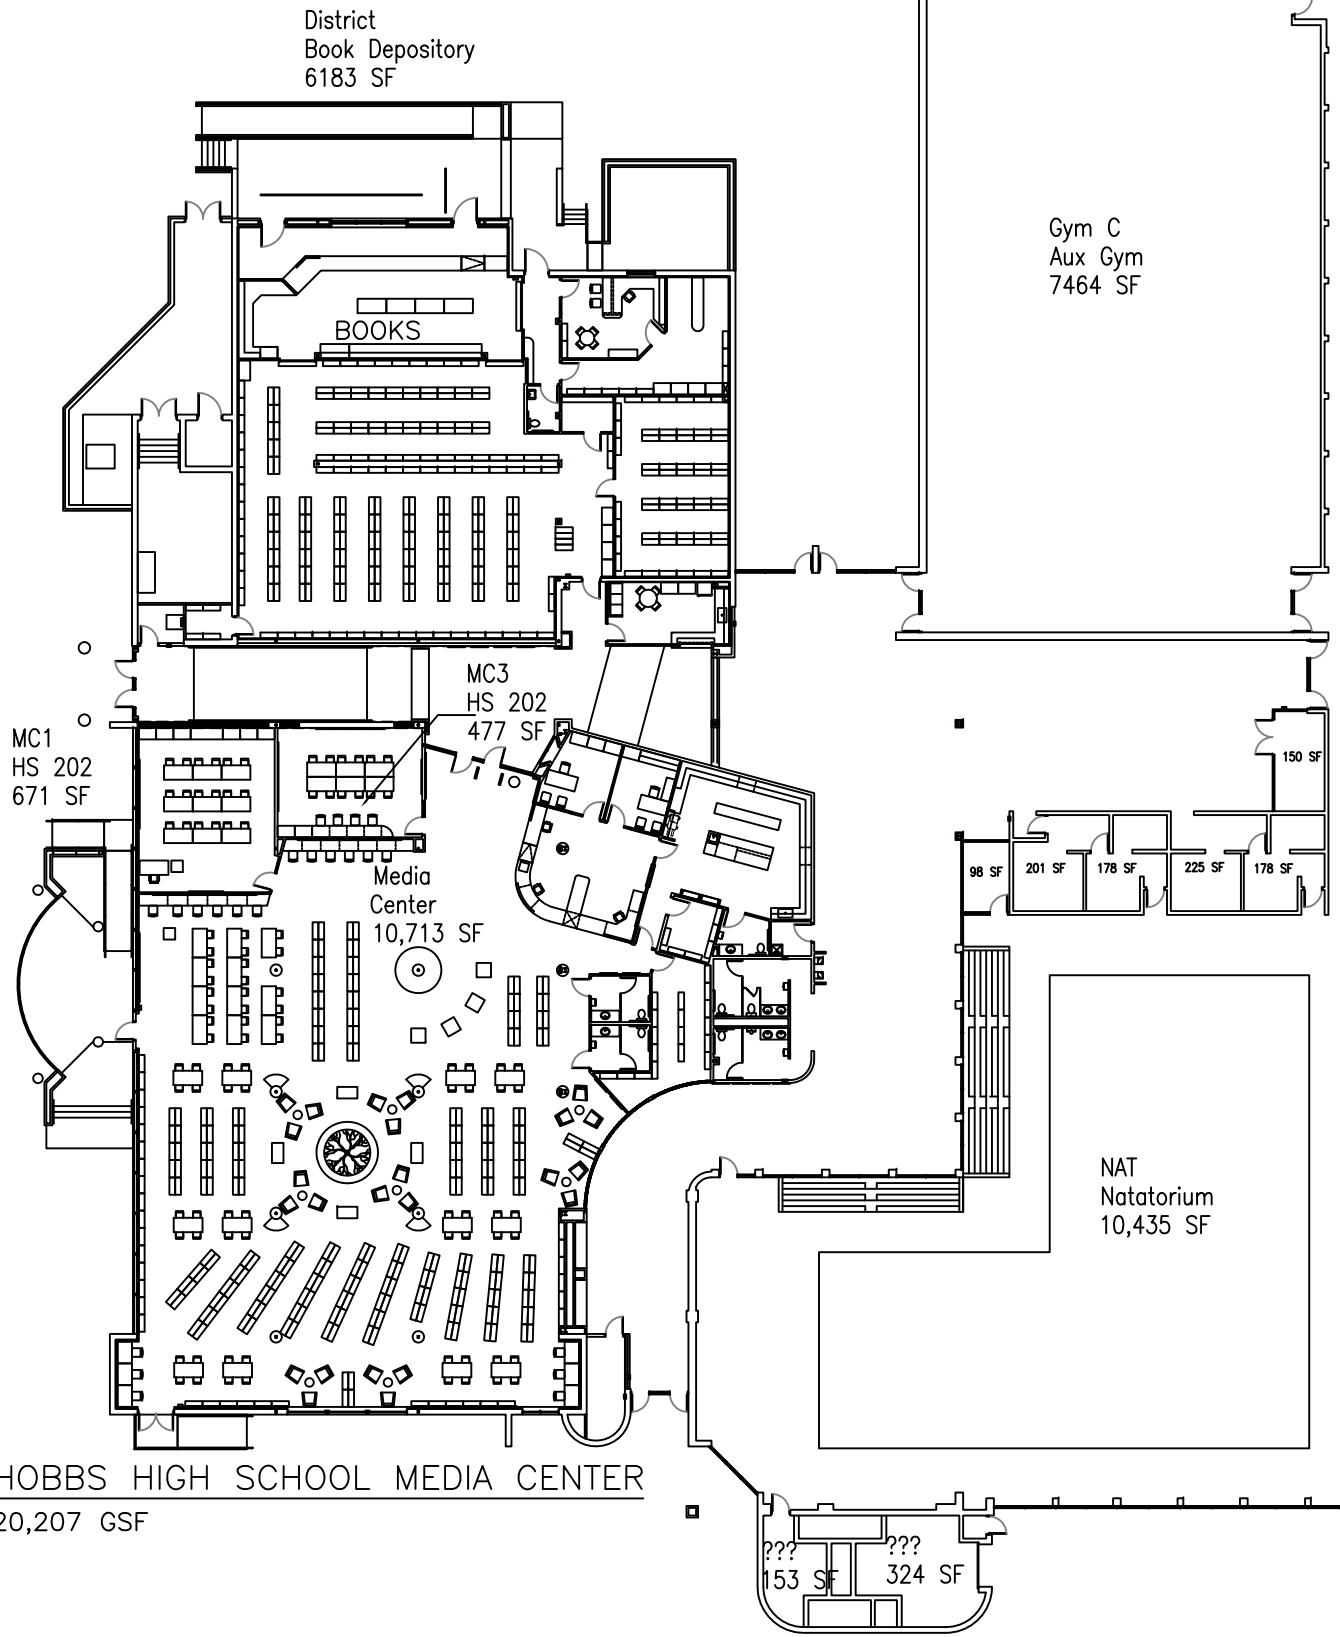 District
Book Depository
6183 SF
Gym C
Aux Gym
7464 SF
BOOKS
MC3
HS 202
477 SF
MC1
HS 202
671 SF
150 SF
98 SF
201 SF
178 SF
225 SF
178 SF
Media
Center
10,713 SF
NAT
Natatorium
10,435 SF
HOBBS HIGH SCHOOL MEDIA CENTER
20,207 GSF
???
153 SF
???
324 SF